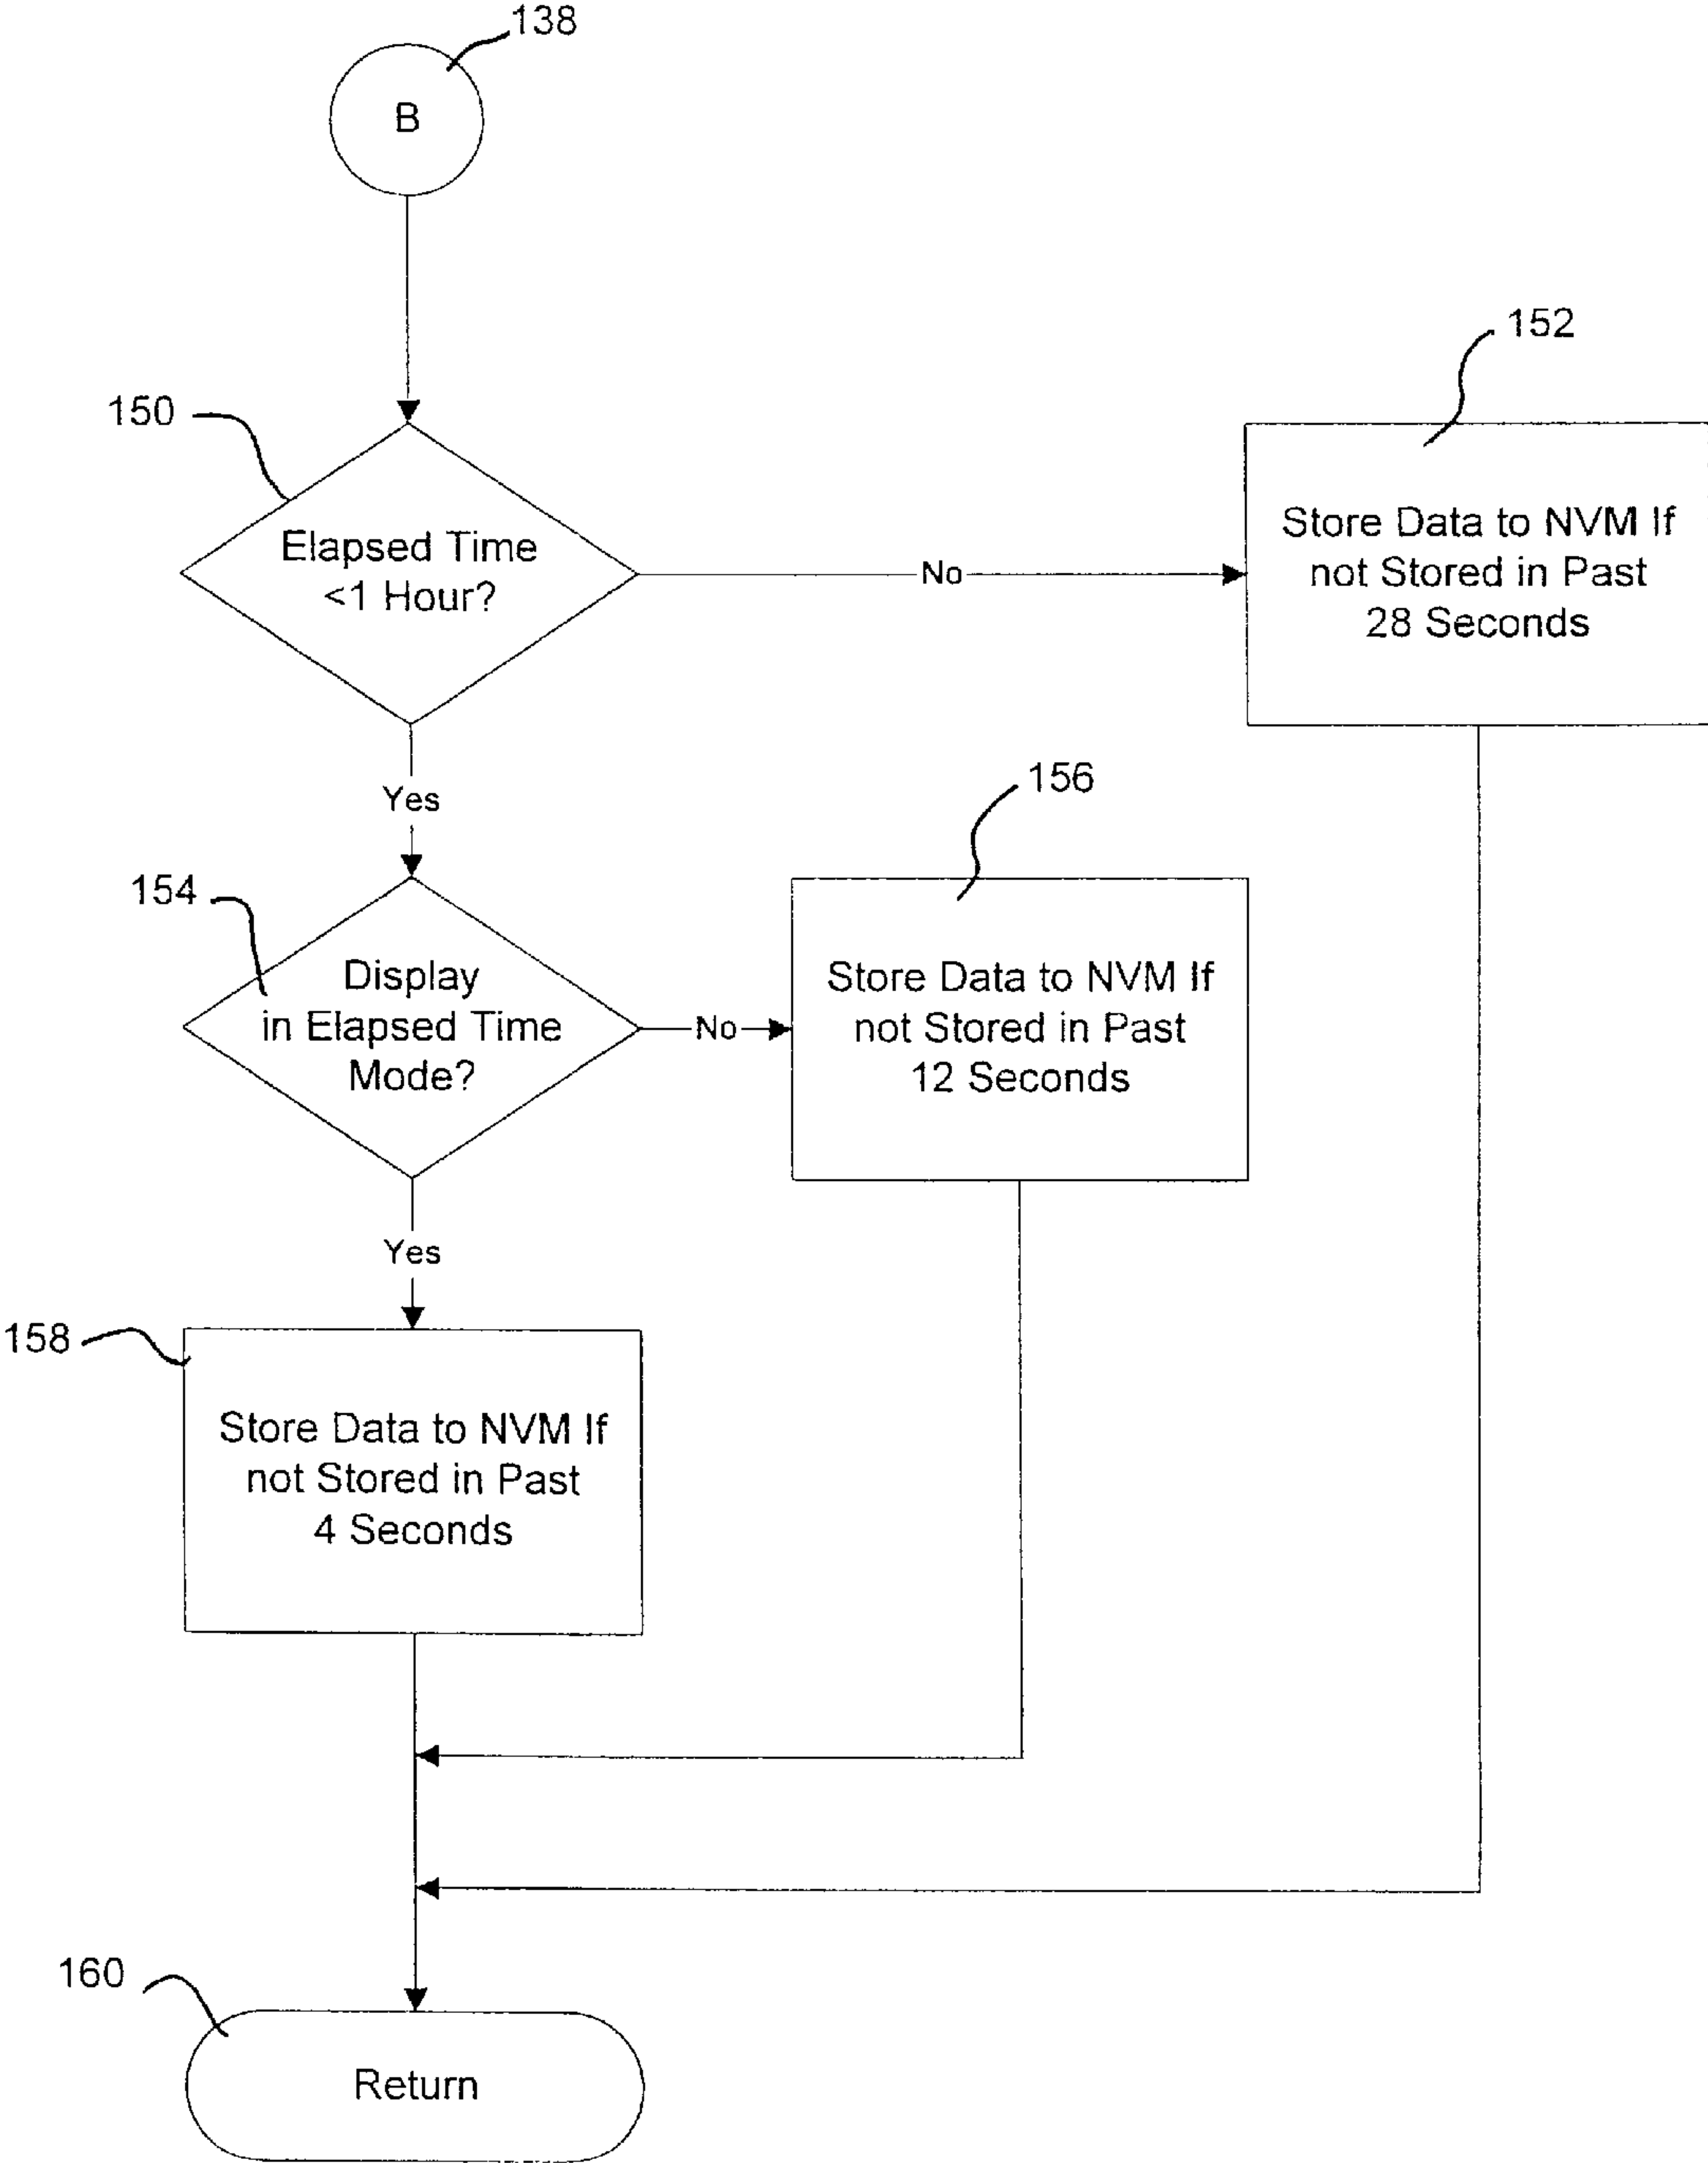 138
B
150
Elapsed Time
<1 Hour?
No
152
Store Data to NVM If
not Stored in Past
28 Seconds
Yes
154
Display
in Elapsed Time
Mode?
No
156
Store Data to NVM If
not Stored in Past
12 Seconds
Yes
158
Store Data to NVM If
not Stored in Past
4 Seconds
160
Return